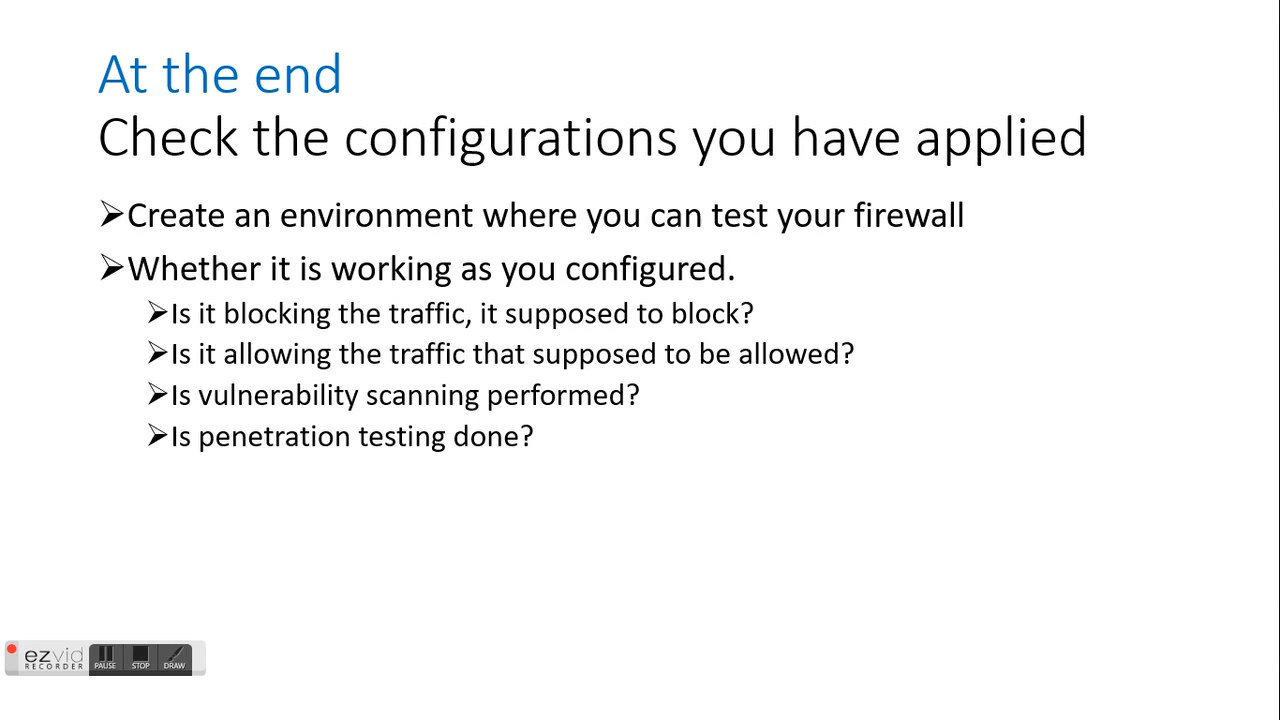 At the end
Check the configurations you have applied
➢Create an environment where you can test your firewall
➢Whether it is working as you configured.
➢Is it blocking the traffic, it supposed to block?
➢Is it allowing the traffic that supposed to be allowed?
➢Is vulnerability scanning performed?
➢Is penetration testing done?
ezvid
RECORDER
PAUSE STOP DRAW